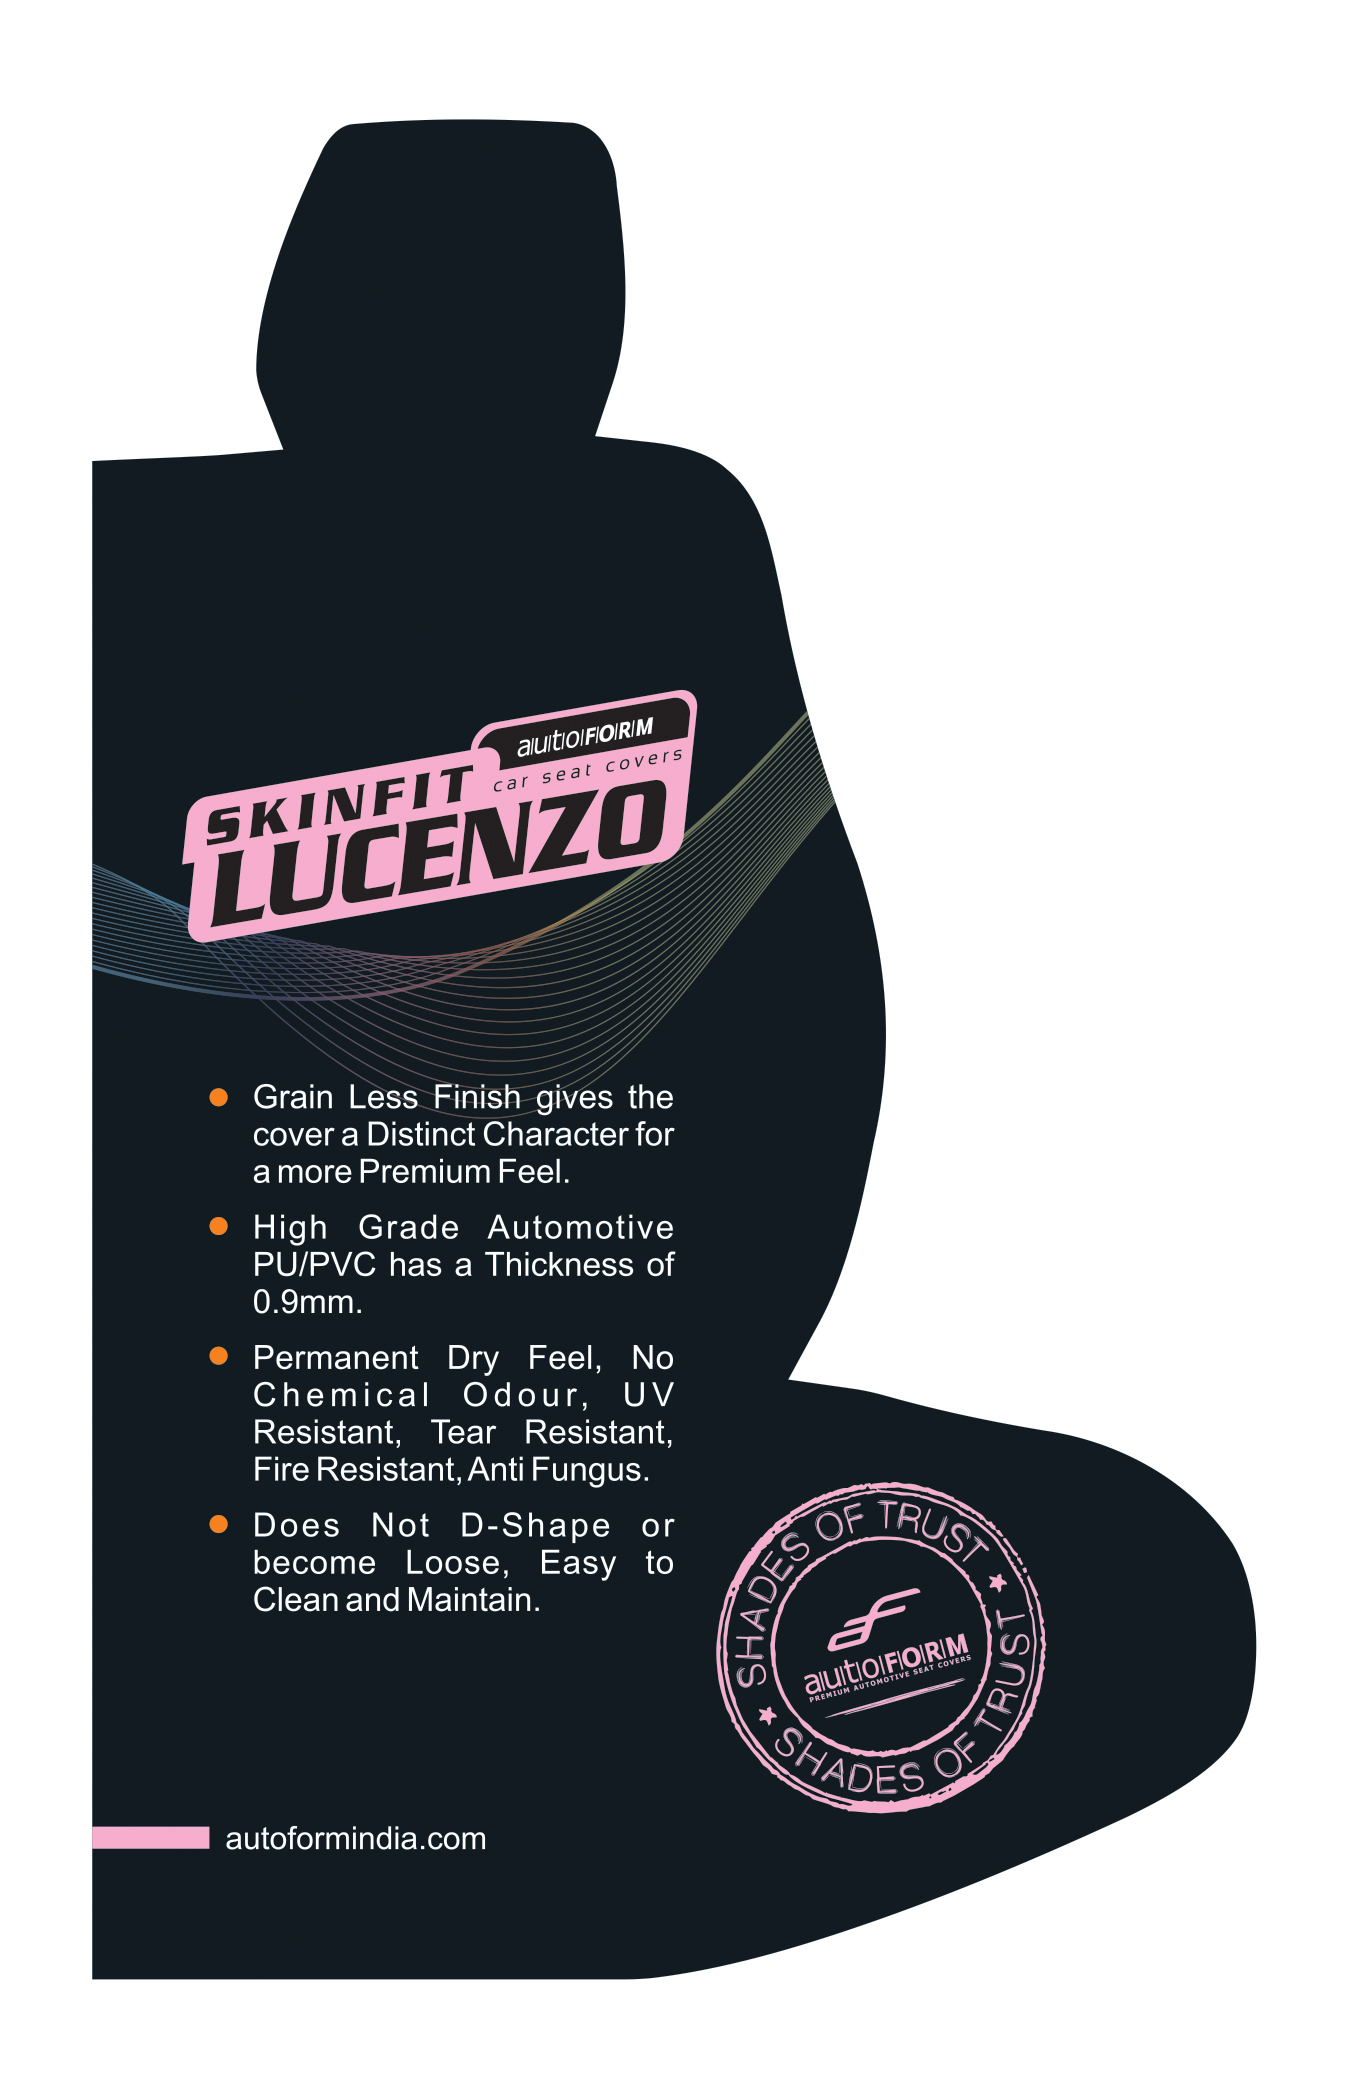 autoFORM
car seat covers
SKINFIT
LUCENZO
Grain Less Finish gives the
cover a Distinct Character for
a more Premium Feel.
High Grade Automotive
PU/PVC has a Thickness of
0.9mm.
Permanent Dry Feel, No
Chemical Odour, UV
Resistant, Tear Resistant,
Fire Resistant, Anti Fungus.
Does Not D-Shape or
become Loose, Easy to
Clean and Maintain.
SHADES OF TRUST
af
autoFORM
PREMIUM AUTOMOTIVE SEAT COVERS
SHADES OF TRUST
autoformindia.com